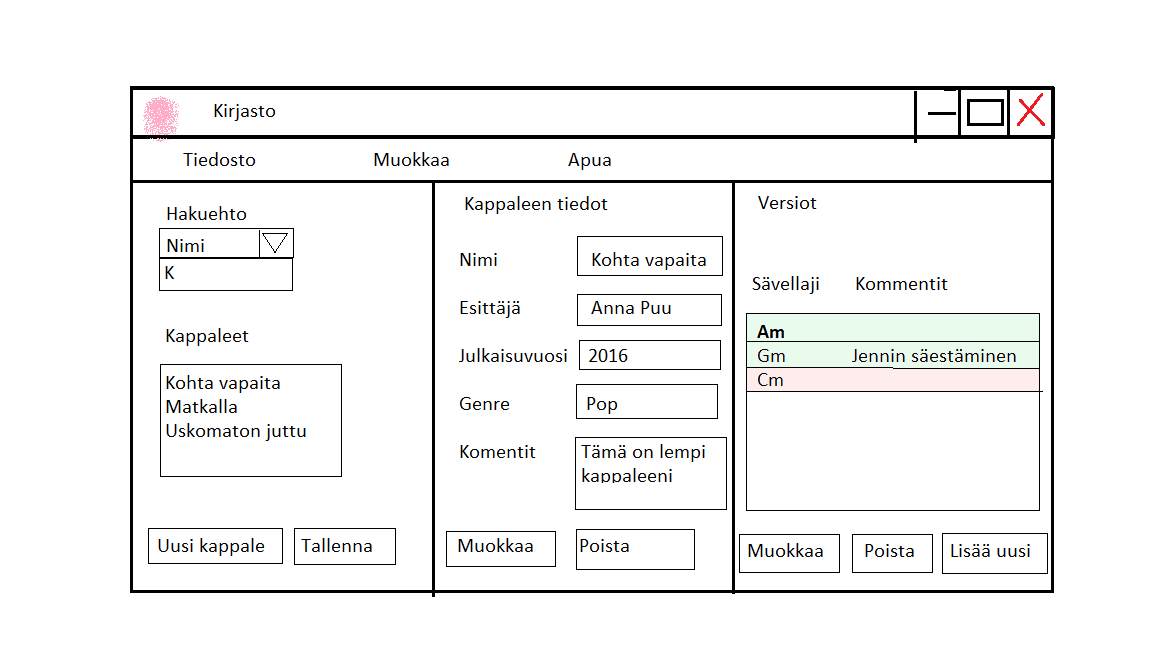 Kirjasto
Tiedosto Muokkaa Apua
Hakuehto
Nimi
K
Kappaleet
Kohta vapaita
Matkalla
Uskomaton juttu
Uusi kappale Tallenna
Kappaleen tiedot
Nimi Kohta vapaita
Esittäjä Anna Puu
Julkaisuvuosi 2016
Genre Pop
Komentit Tämä on lempi
kappaleeni
Muokkaa Poista
Versiot
Sävellaji Kommentit
Am
Gm Jennin säestäminen
Cm
Muokkaa Poista Lisää uusi